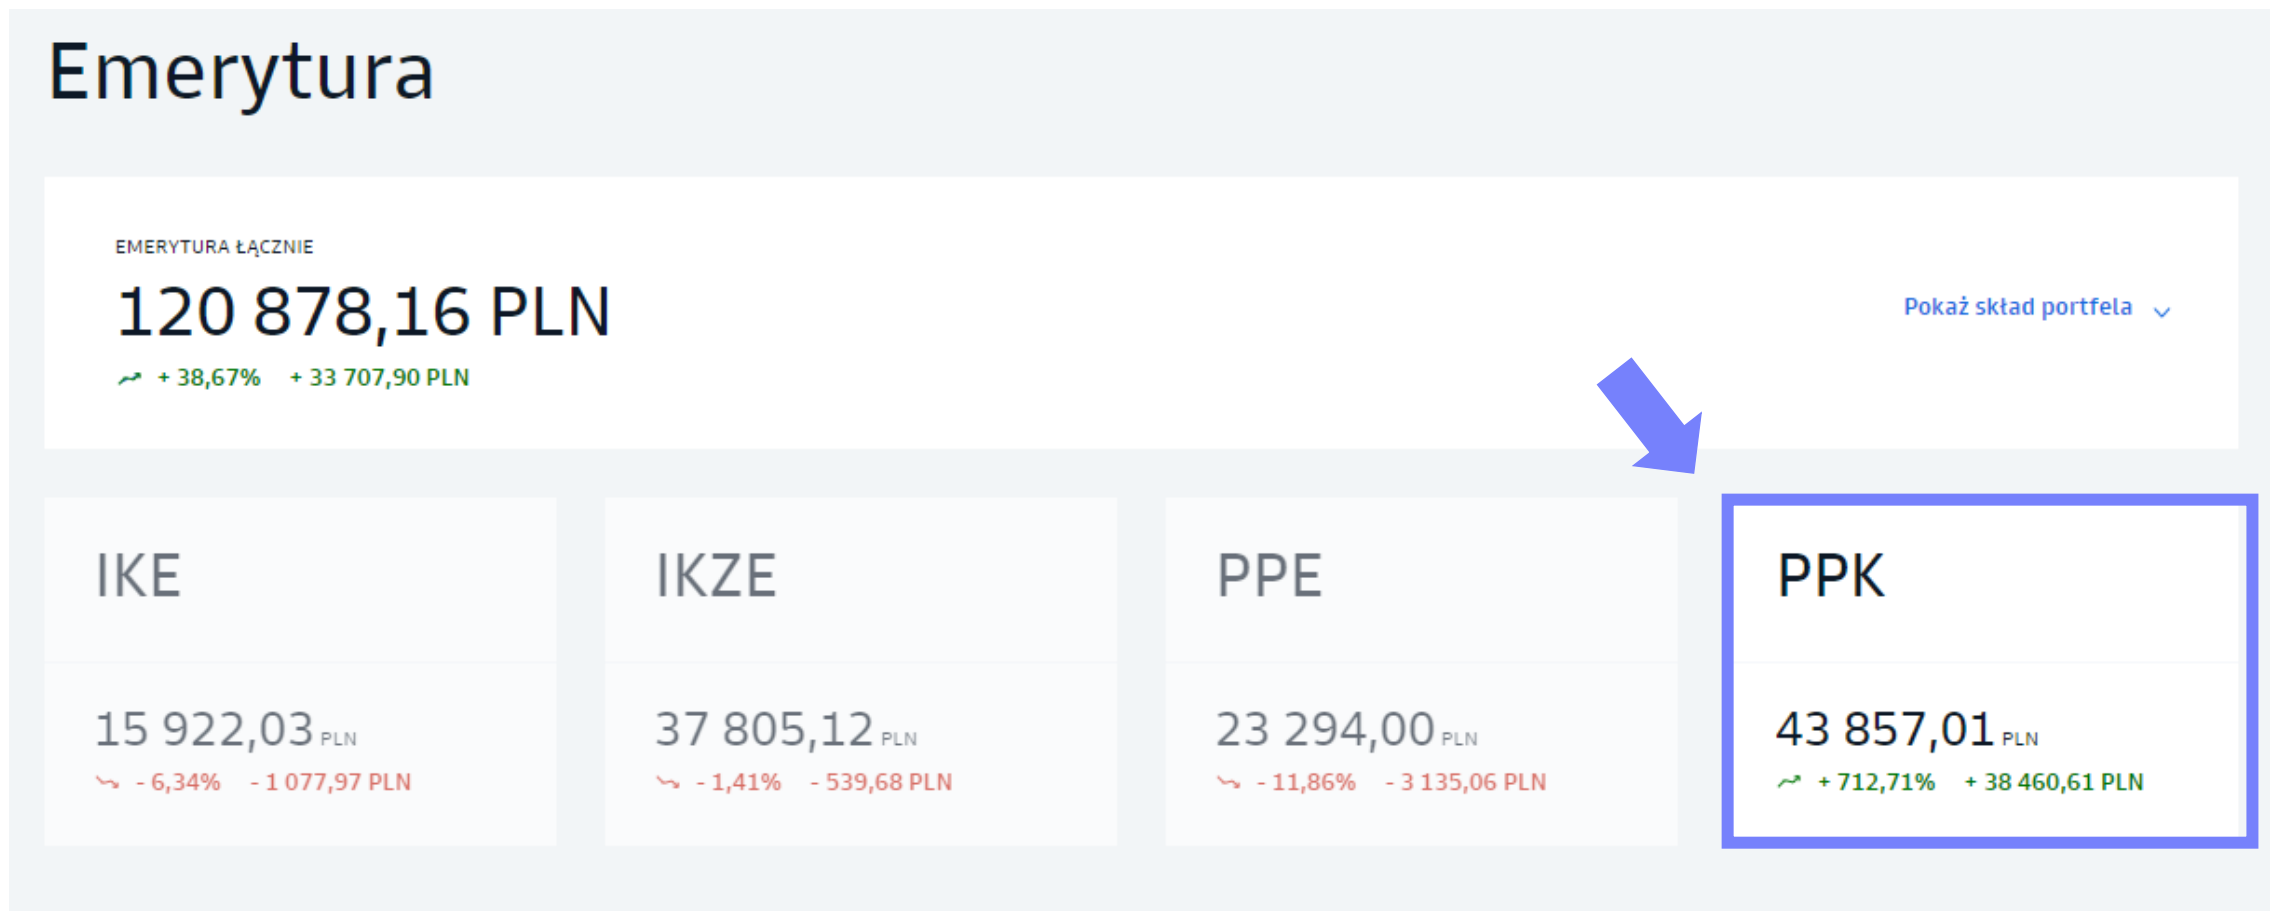 Emerytura
EMERYTURA ŁĄCZNIE
120 878,16 PLN
+ 38,67% + 33 707,90 PLN
Pokaż skład portfela
IKE
15 922,03 PLN
- 6,34% - 1 077,97 PLN
IKZE
37 805,12 PLN
- 1,41% - 539,68 PLN
PPE
23 294,00 PLN
- 11,86% - 3 135,06 PLN
PPK
43 857,01 PLN
+ 712,71% + 38 460,61 PLN